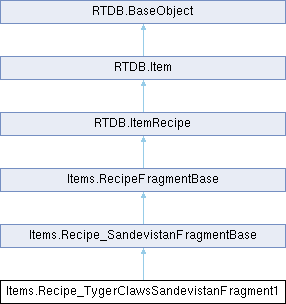 RTDB.BaseObject
RTDB.Item
RTDB.ItemRecipe
Items.RecipeFragmentBase
Items.Recipe_SandevistanFragmentBase
Items.Recipe_TygerClawsSandevistanFragment1